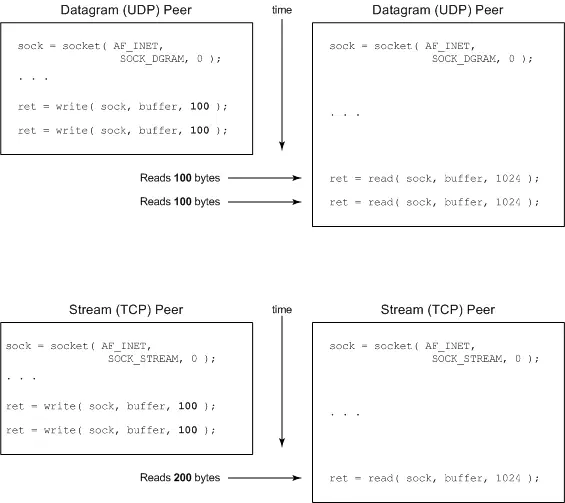 Datagram (UDP) Peer
time
Datagram (UDP) Peer
sock = socket( AF_INET,
SOCK_DGRAM, 0 );
. . .
ret = write( sock, buffer, 100 );
ret = write( sock, buffer, 100 );
sock = socket( AF_INET,
SOCK_DGRAM, 0 );
. . .
Reads 100 bytes
ret = read( sock, buffer, 1024 );
Reads 100 bytes
ret = read( sock, buffer, 1024 );
Stream (TCP) Peer
time
Stream (TCP) Peer
sock = socket( AF_INET,
SOCK_STREAM, 0 );
. . .
ret = write( sock, buffer, 100 );
ret = write( sock, buffer, 100 );
sock = socket( AF_INET,
SOCK_STREAM, 0 );
. . .
Reads 200 bytes
ret = read( sock, buffer, 1024 );